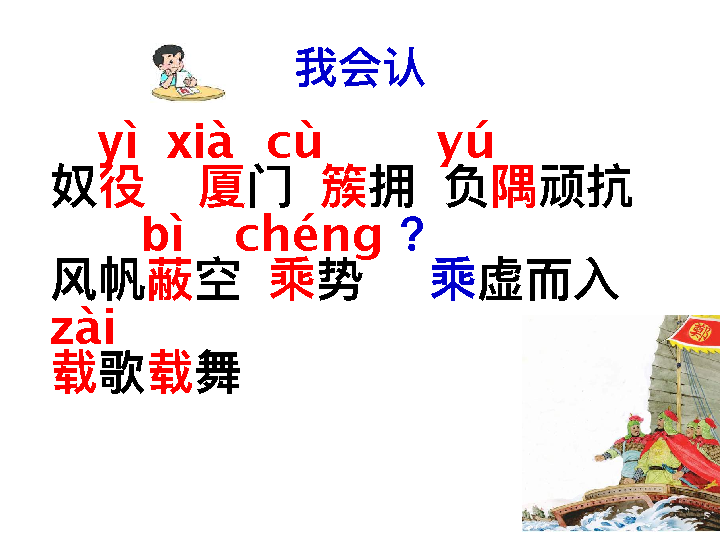 我会认
yì xià cù yú
奴役 厦门 簇拥 负隅顽抗
bì chéng ?
风帆蔽空 乘势 乘虚而入
zài
载歌载舞
鄭